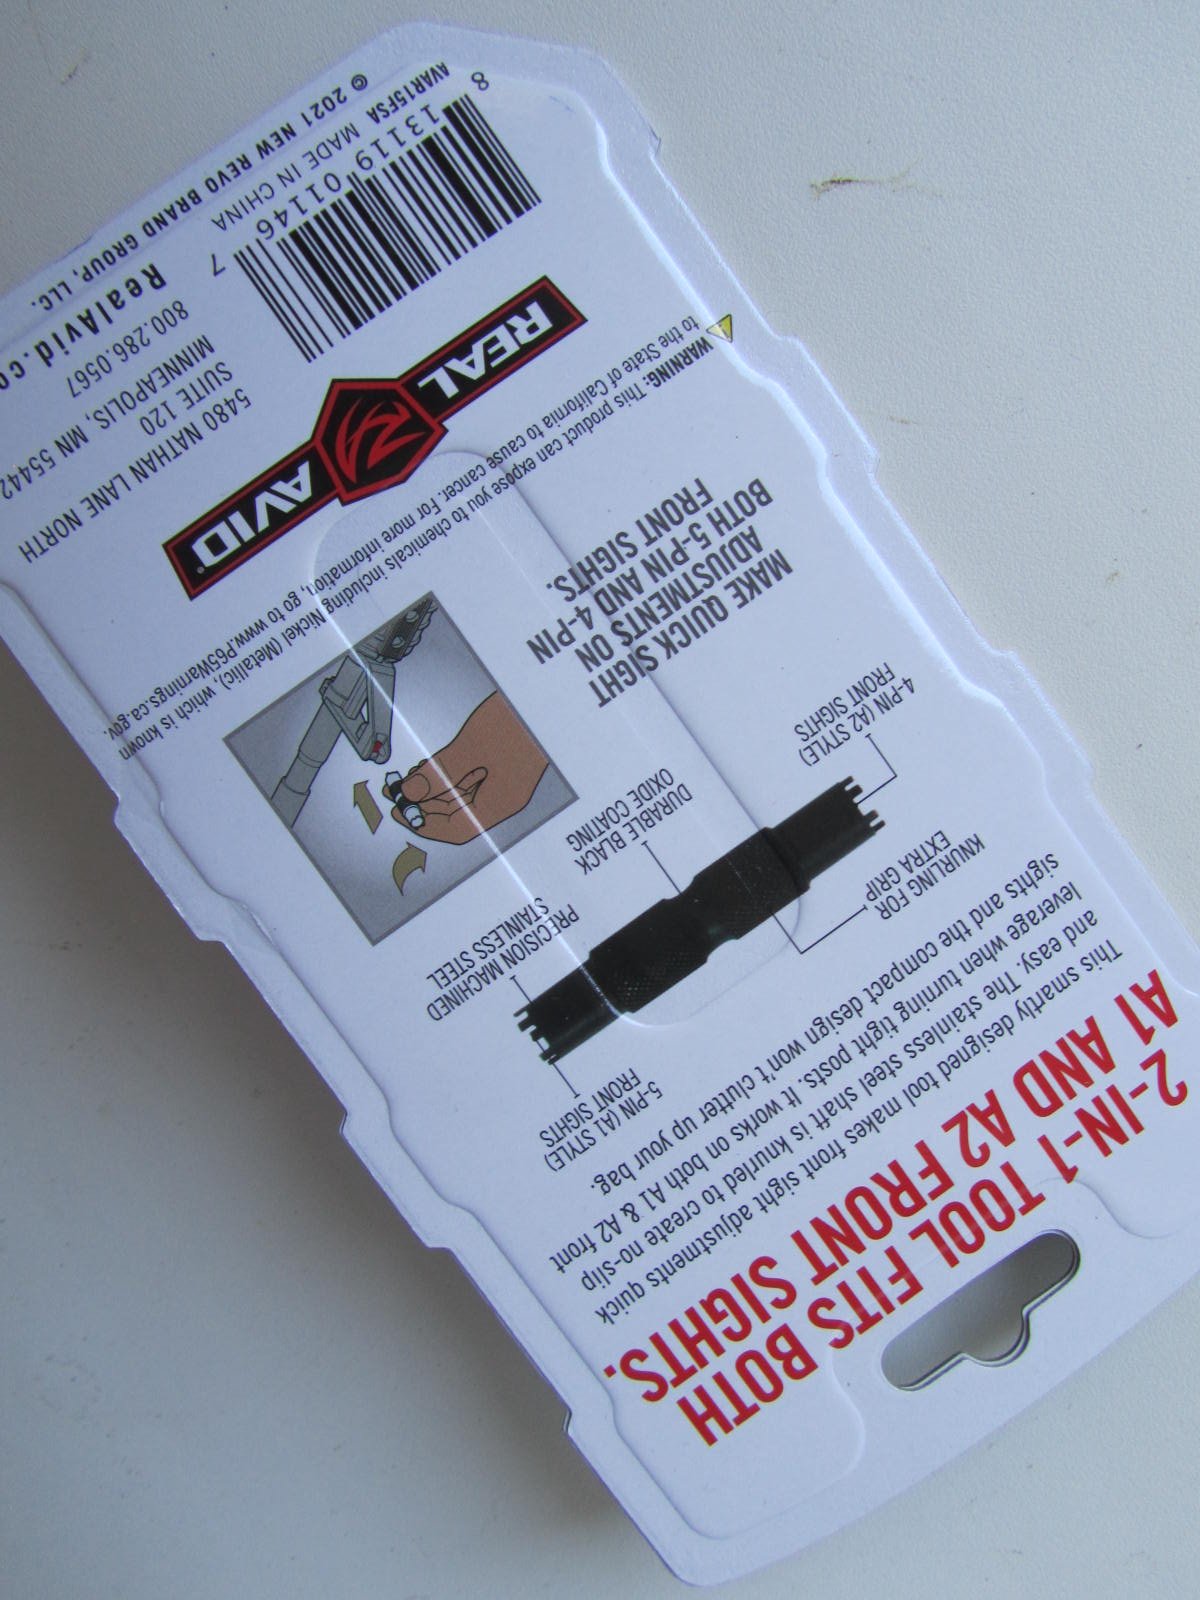 2-IN-1 TOOL FITS BOTH
A1 AND A2 FRONT SIGHTS.
This smartly designed tool makes front sight adjustments quick
and easy. The stainless steel shaft is knurled to create no-slip
leverage when turning tight posts. It works on both A1 & A2 front
sights and the compact design won't clutter up your bag.
5-PIN (A1 STYLE)
FRONT SIGHTS
KNURLING FOR
EXTRA GRIP
PRECISION MACHINED
STAINLESS STEEL
DURABLE BLACK
OXIDE COATING
4-PIN (A2 STYLE)
FRONT SIGHTS
MAKE QUICK SIGHT
ADJUSTMENTS ON
BOTH 5-PIN AND 4-PIN
FRONT SIGHTS.
WARNING: This product can expose you to chemicals including Nickel (Metallic), which is known
to the State of California to cause cancer. For more information, go to www.P65Warnings.ca.gov.
REAL AVID
5480 NATHAN LANE NORTH
SUITE 120
MINNEAPOLIS, MN 55442
800.286.0567
RealAvid.co
8 13119 01146 7
AVAR15FSA MADE IN CHINA
© 2021 NEW REVO BRAND GROUP, LLC.